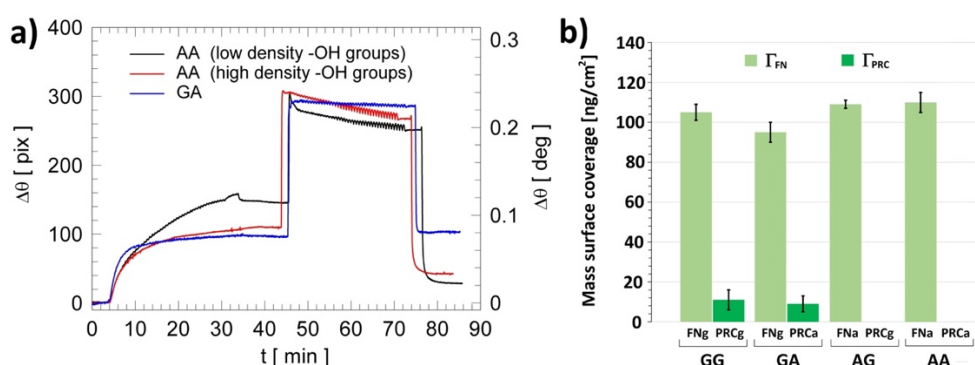 a)
AA (low density -OH groups)
AA (high density -OH groups)
GA
Δθ [ pix]
400
300
200
100
0
0.3
0.2
0.1
0.0
Δθ [ deg]
0 10 20 30 40 50 60 70 80 90
t [ min ]
b)
ΓFN ΓPRC
Mass surface coverage [ng/cm²]
140
120
100
80
60
40
20
0
FNg PRCg FNg PRCa FNa PRCg FNa PRCa
GG GA AG AA